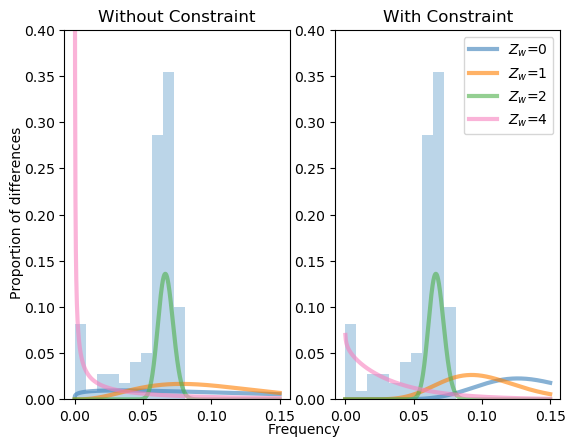 Without Constraint
With Constraint
Proportion of differences
0.40
0.35
0.30
0.25
0.20
0.15
0.10
0.05
0.00
0.00 0.05 0.10 0.15
0.40
0.35
0.30
0.25
0.20
0.15
0.10
0.05
0.00
0.00 0.05 0.10 0.15
Z_w=0
Z_w=1
Z_w=2
Z_w=4
Frequency